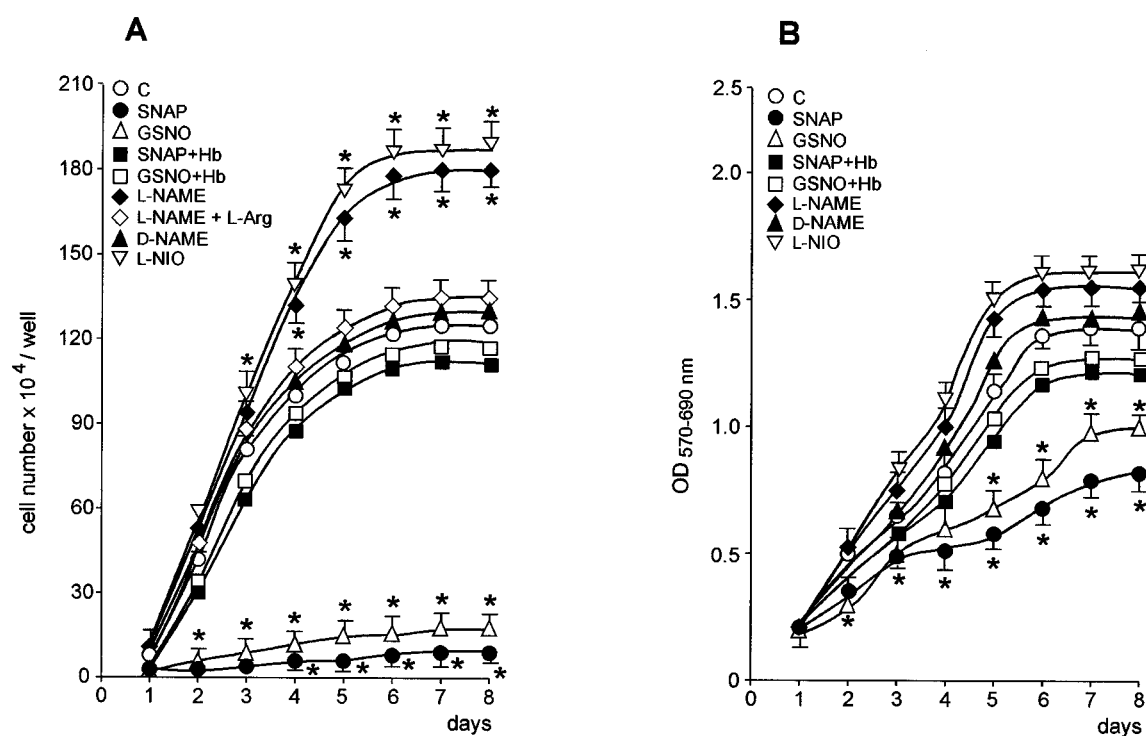 A
210
180
150
120
90
60
30
0
cell number x 10⁴ / well
C
SNAP
GSNO
SNAP+Hb
GSNO+Hb
L-NAME
L-NAME + L-Arg
D-NAME
L-NIO
* * * * * *
* * * * *
* * * * * * *
* * * * *
0 1 2 3 4 5 6 7 8
days
B
2.5
2.0
1.5
1.0
0.5
0
OD 570-690 nm
C
SNAP
GSNO
SNAP+Hb
GSNO+Hb
L-NAME
D-NAME
L-NIO
* * * *
* * * * * * *
0 1 2 3 4 5 6 7 8
days